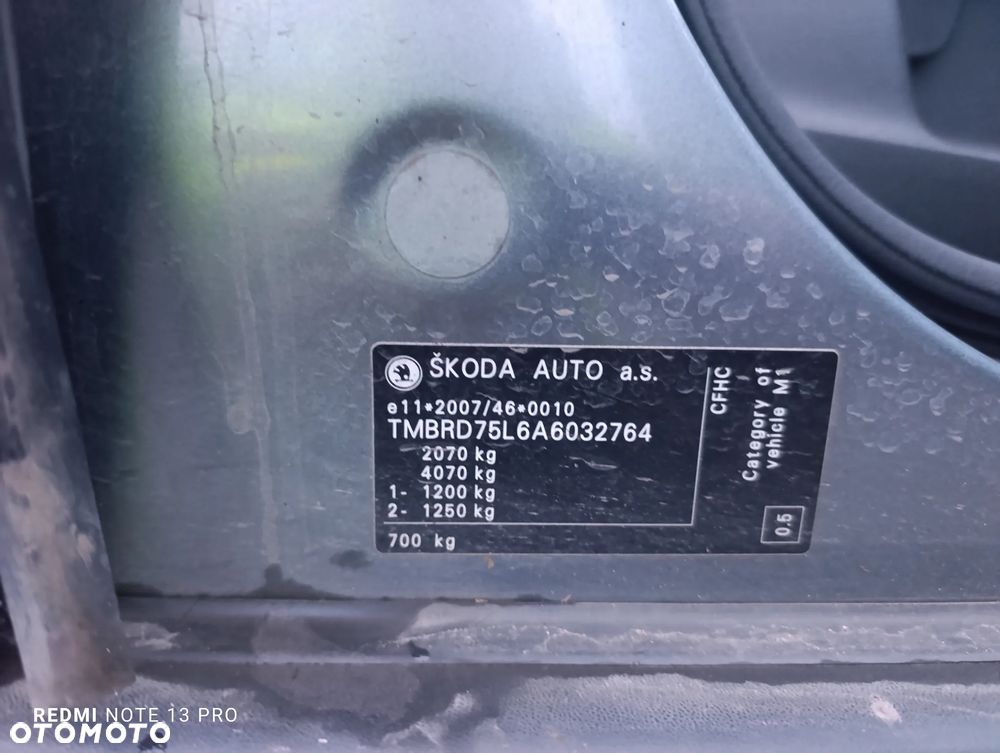 ŠKODA AUTO a.s.
e11*2007/46*0010
TMBRD75L6A6032764
2070 kg
4070 kg
1- 1200 kg
2- 1250 kg
700 kg
CFHC
Category of
vehicle M1
0.5
REDMI NOTE 13 PRO
OTOMOTO